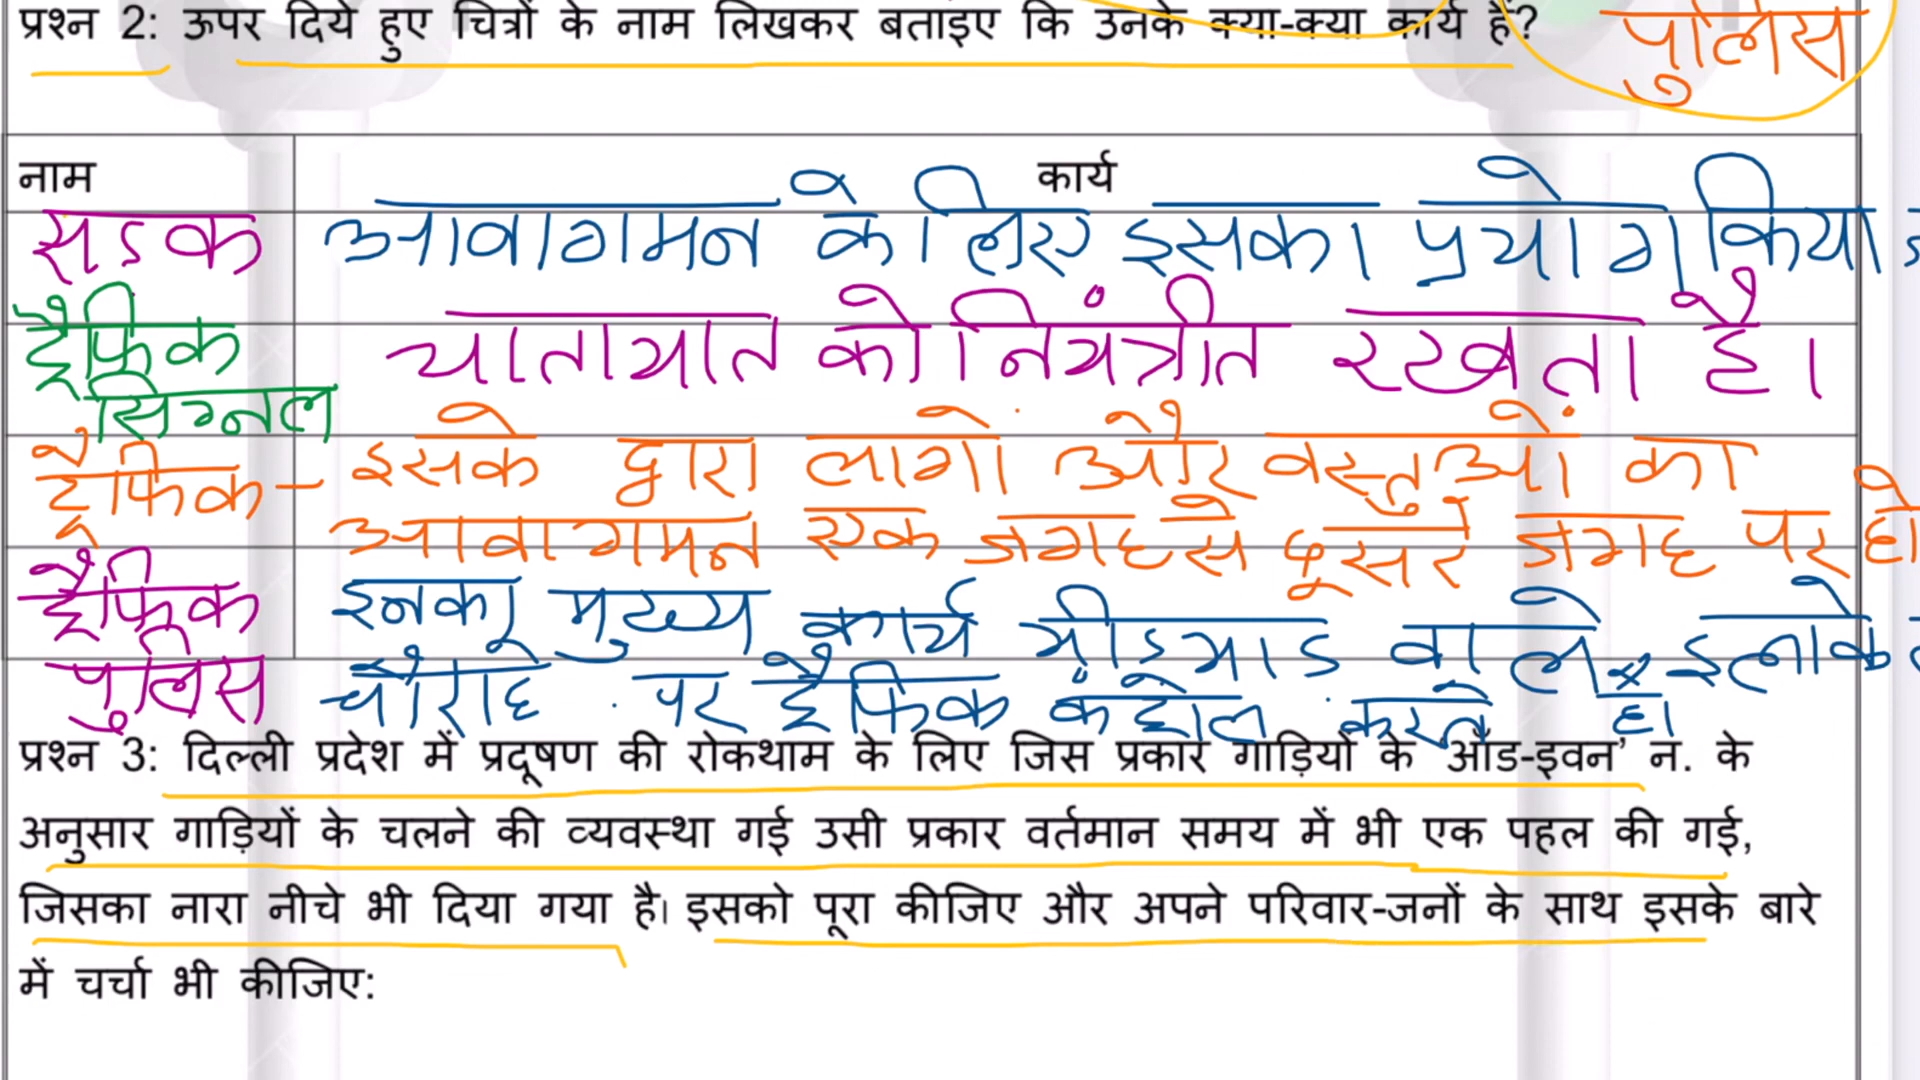 प्रश्न 2: ऊपर दिये हुए चित्रों के नाम लिखकर बताइए कि उनके क्या-क्या कार्य हैं?
पुलिस
नाम कार्य
सडक आवागमन के लिए इसका प्रयोग किया
ट्रैफिक सिग्नल यातायात को नियंत्रीत रखता है।
ट्रैफिक - इसके द्वारा लोगों और वस्तुओं का
आवागमन एक जगह से दूसरे जगह पर हो
ट्रैफिक इनका मुख्य कार्य भीडभाड वाले इलाके
पुलिस चौराहे पर ट्रैफिक कंट्रोल करते है।
प्रश्न 3: दिल्ली प्रदेश में प्रदूषण की रोकथाम के लिए जिस प्रकार गाड़ियों के ‘ऑड-इवन’ न. के
अनुसार गाड़ियों के चलने की व्यवस्था गई उसी प्रकार वर्तमान समय में भी एक पहल की गई,
जिसका नारा नीचे भी दिया गया है। इसको पूरा कीजिए और अपने परिवार-जनों के साथ इसके बारे
में चर्चा भी कीजिए: